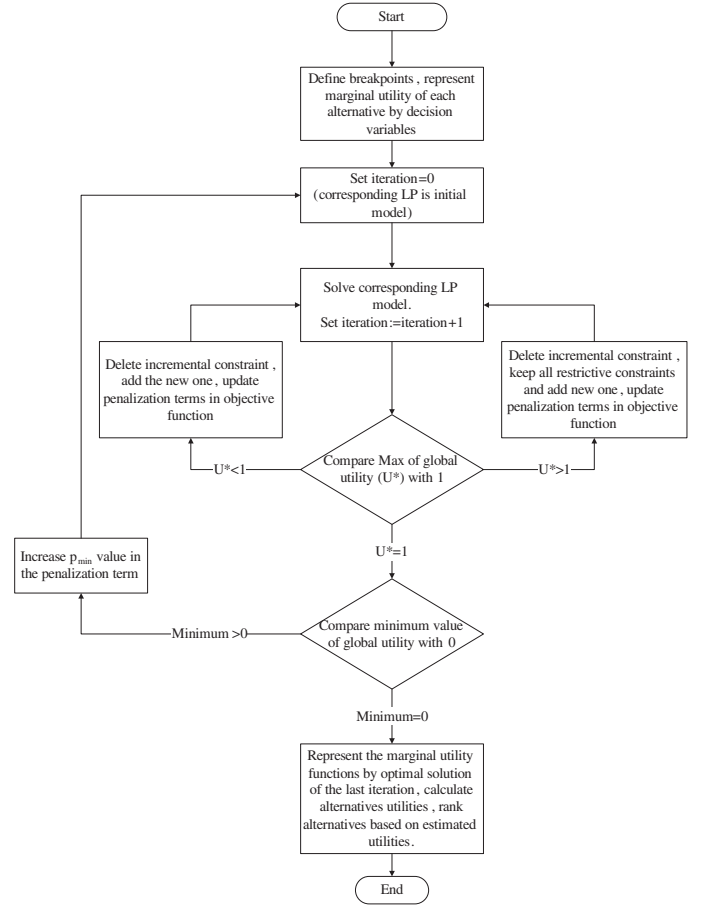 Start
Define breakpoints , represent
marginal utility of each
alternative by decision
variables
Set iteration=0
(corresponding LP is initial
model)
Solve corresponding LP
model.
Set iteration:=iteration+1
Delete incremental constraint ,
add the new one , update
penalization terms in objective
function
Delete incremental constraint ,
keep all restrictive constraints
and add new one , update
penalization terms in objective
function
Compare Max of global
utility (U*) with 1
U*<1
U*>1
U*=1
Increase pmin value in
the penalization term
Compare minimum value
of global utility with 0
Minimum >0
Minimum=0
Represent the marginal utility
functions by optimal solution
of the last iteration , calculate
alternatives utilities , rank
alternatives based on estimated
utilities.
End